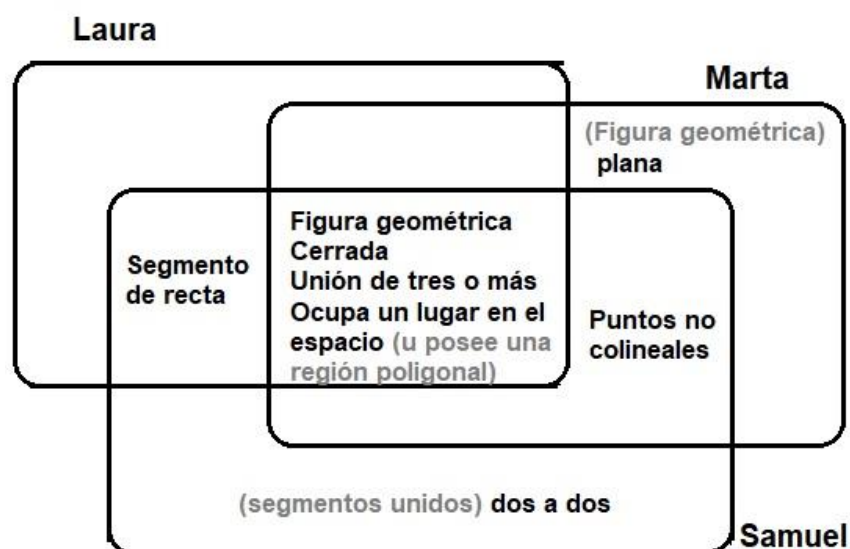 Laura
Marta
(Figura geométrica)
plana
Figura geométrica
Cerrada
Unión de tres o más
Ocupa un lugar en el
espacio (u posee una
región poligonal)
Segmento
de recta
Puntos no
colineales
(segmentos unidos) dos a dos
Samuel